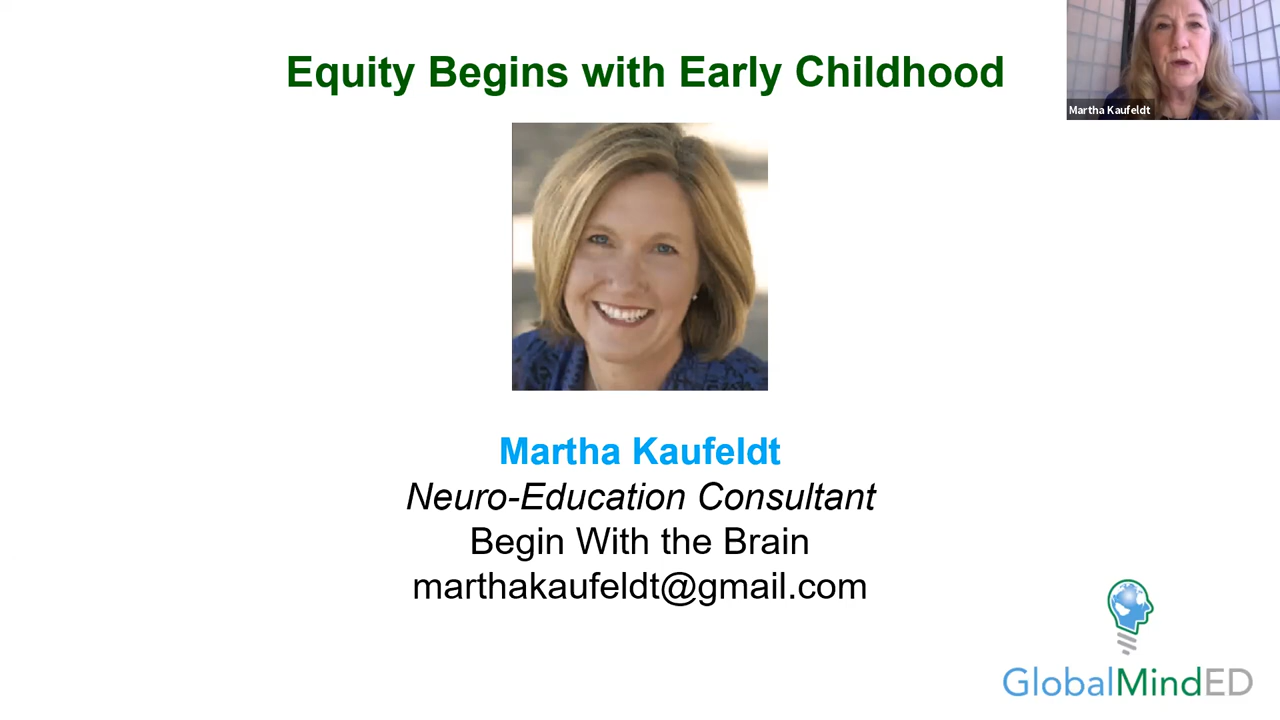 Equity Begins with Early Childhood
Martha Kaufeldt
Martha Kaufeldt
Neuro-Education Consultant
Begin With the Brain
marthakaufeldt@gmail.com
GlobalMindED